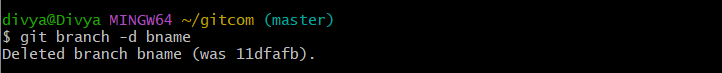 divya@Divya MINGW64 ~/gitcom (master)
$ git branch -d bname
Deleted branch bname (was 11dfafb).